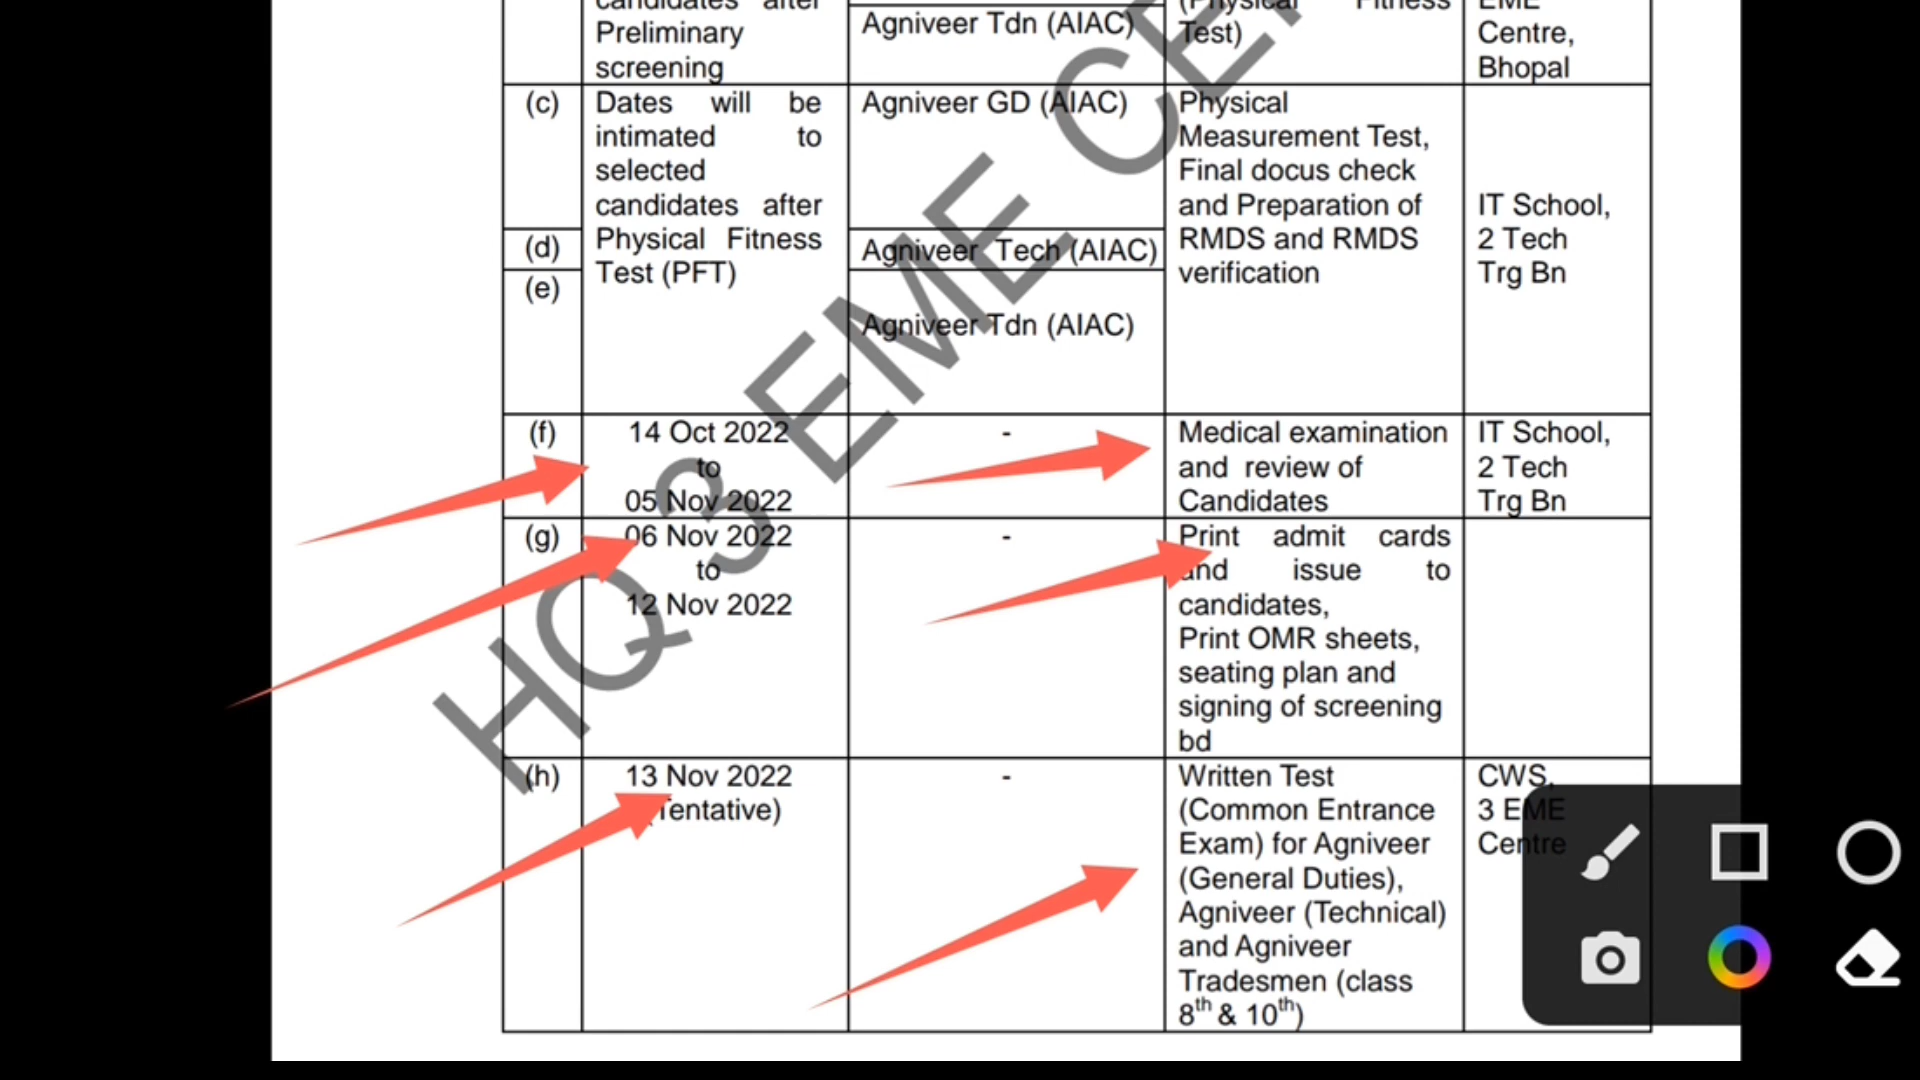 candidates after
Preliminary
screening
Agniveer Tdn (AIAC)
(Physical Fitness
Test)
EME
Centre,
Bhopal
(c)
Dates will be
intimated to
selected
candidates after
Physical Fitness
Test (PFT)
Agniveer GD (AIAC)
Physical
Measurement Test,
Final docus check
and Preparation of
RMDS and RMDS
verification
IT School,
2 Tech
Trg Bn
(d)
Agniveer Tech (AIAC)
(e)
Agniveer Tdn (AIAC)
(f)
14 Oct 2022
to
05 Nov 2022
-
Medical examination
and review of
Candidates
IT School,
2 Tech
Trg Bn
(g)
06 Nov 2022
to
12 Nov 2022
-
Print admit cards
and issue to
candidates,
Print OMR sheets,
seating plan and
signing of screening
bd
(h)
13 Nov 2022
(Tentative)
-
Written Test
(Common Entrance
Exam) for Agniveer
(General Duties),
Agniveer (Technical)
and Agniveer
Tradesmen (class
8th & 10th)
CWS,
3 EME
Centre
HQ 3 EME CE